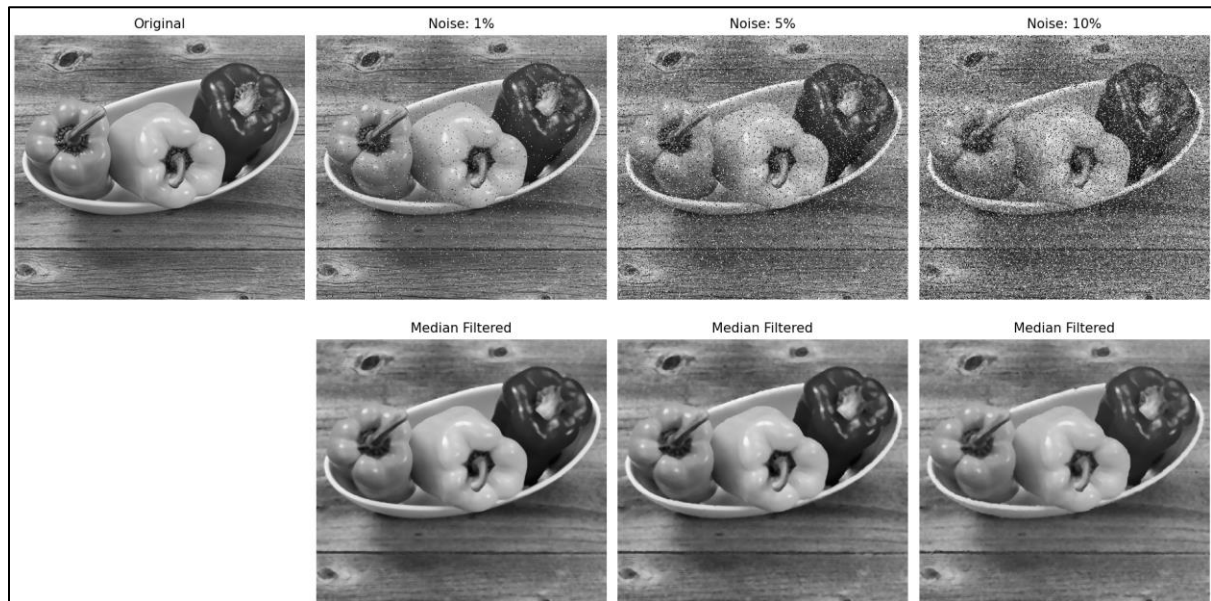 Original
Noise: 1%
Noise: 5%
Noise: 10%
Median Filtered
Median Filtered
Median Filtered